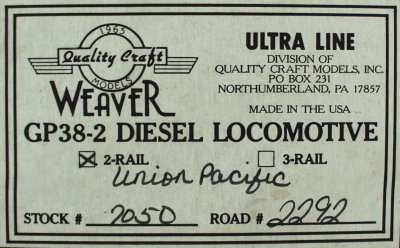 1965
Quality Craft
MODELS
WEAVER
ULTRA LINE
DIVISION OF
QUALITY CRAFT MODELS, INC.
PO BOX 231
NORTHUMBERLAND, PA 17857
MADE IN THE USA
GP38-2 DIESEL LOCOMOTIVE
☒ 2-RAIL ☐ 3-RAIL
Union Pacific
STOCK # 7050 ROAD # 2292